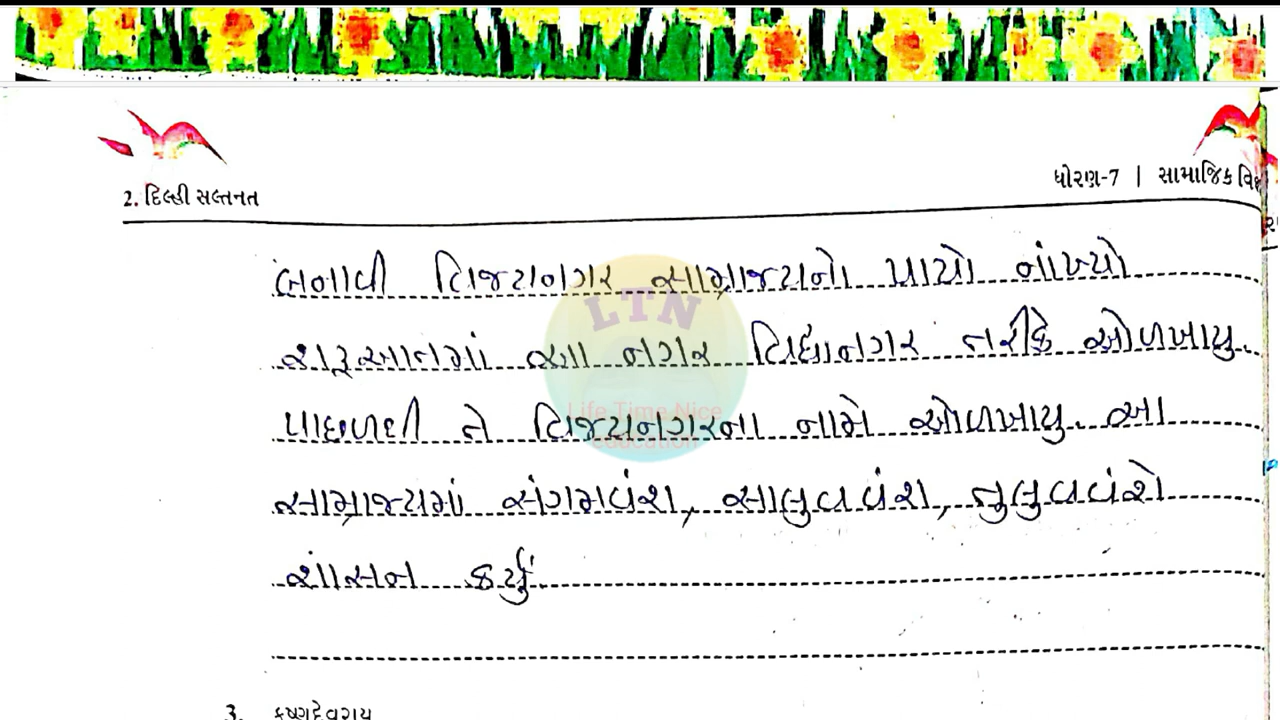 2. દિલ્હી સલ્તનત
ધોરણ-7 | સામાજિક
બનાવી વિજયનગર સામ્રાજ્યનો પાયો નાંખ્યો
શરૂઆતમાં આ નગર વિદ્યાનગર તરીકે ઓળખાયુ.
પાછળથી તે વિજયનગરના નામે ઓળખાયુ. આ
સામ્રાજ્યમાં સંગમવંશ, સાલુવવંશ, તુલુવવંશે
શાસન કર્યું.
LTN
Life Time Nice
education
3. કૃષ્ણદેવરાય